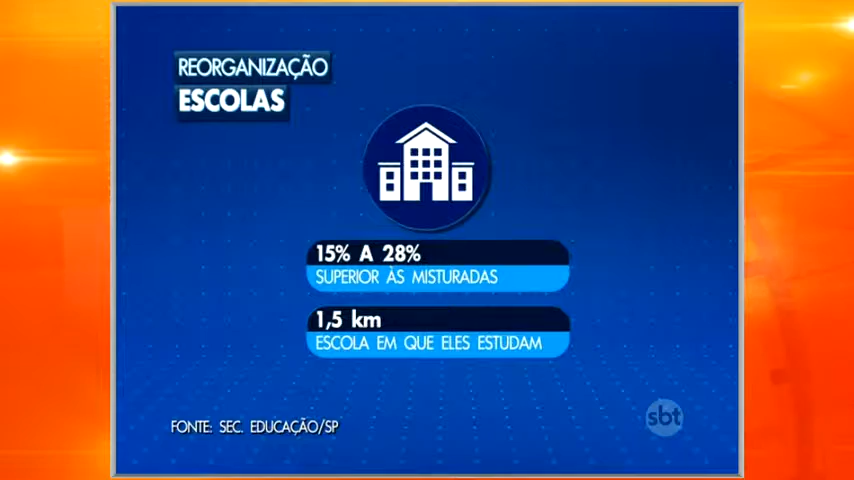 REORGANIZAÇÃO
ESCOLAS
15% A 28%
SUPERIOR ÀS MISTURADAS
1,5 km
ESCOLA EM QUE ELES ESTUDAM
FONTE: SEC. EDUCAÇÃO/SP
sbt